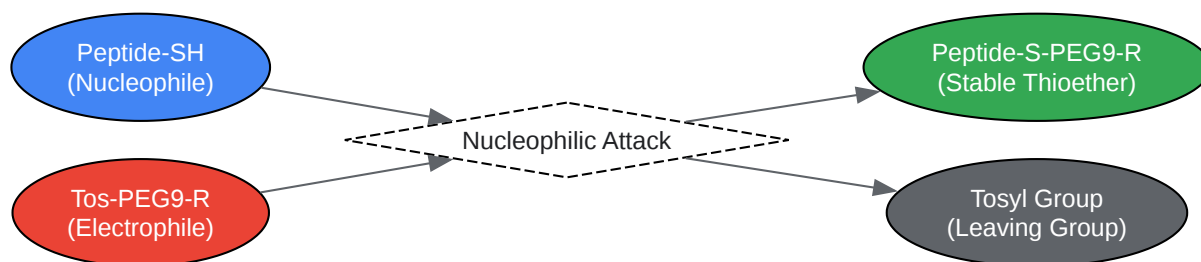 Peptide-SH
(Nucleophile)
Tos-PEG9-R
(Electrophile)
Nucleophilic Attack
Peptide-S-PEG9-R
(Stable Thioether)
Tosyl Group
(Leaving Group)